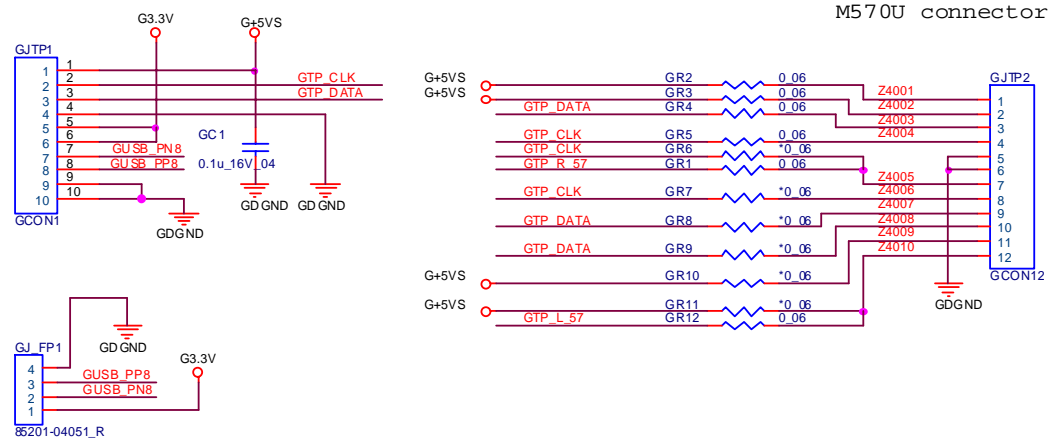 M570U connector
G3.3V
G+5VS
GJTP1
1
2
3
4
5
6
7
8
9
10
1
2
3
4
5
6
7
8
9
10
GTP_CLK
GTP_DATA
GUSB_PN8
GUSB_PP8
GC1
0.1u_16V_04
GCON1
GDGND
GDGND
GDGND
G+5VS
G+5VS
GTP_DATA
GTP_CLK
GTP_CLK
GTP_R_57
GTP_CLK
GTP_DATA
GTP_DATA
G+5VS
G+5VS
GTP_L_57
GR2 0_06
GR3 0_06
GR4 0_06
GR5 0_06
GR6 *0_06
GR1 0_06
GR7 *0_06
GR8 *0_06
GR9 *0_06
GR10 *0_06
GR11 *0_06
GR12 0_06
Z4001
Z4002
Z4003
Z4004
Z4005
Z4006
Z4007
Z4008
Z4009
Z4010
GJTP2
1
2
3
4
5
6
7
8
9
10
11
12
GCON12
GDGND
GJ_FP1
4
3
2
1
GDGND
GUSB_PP8
GUSB_PN8
G3.3V
85201-04051_R